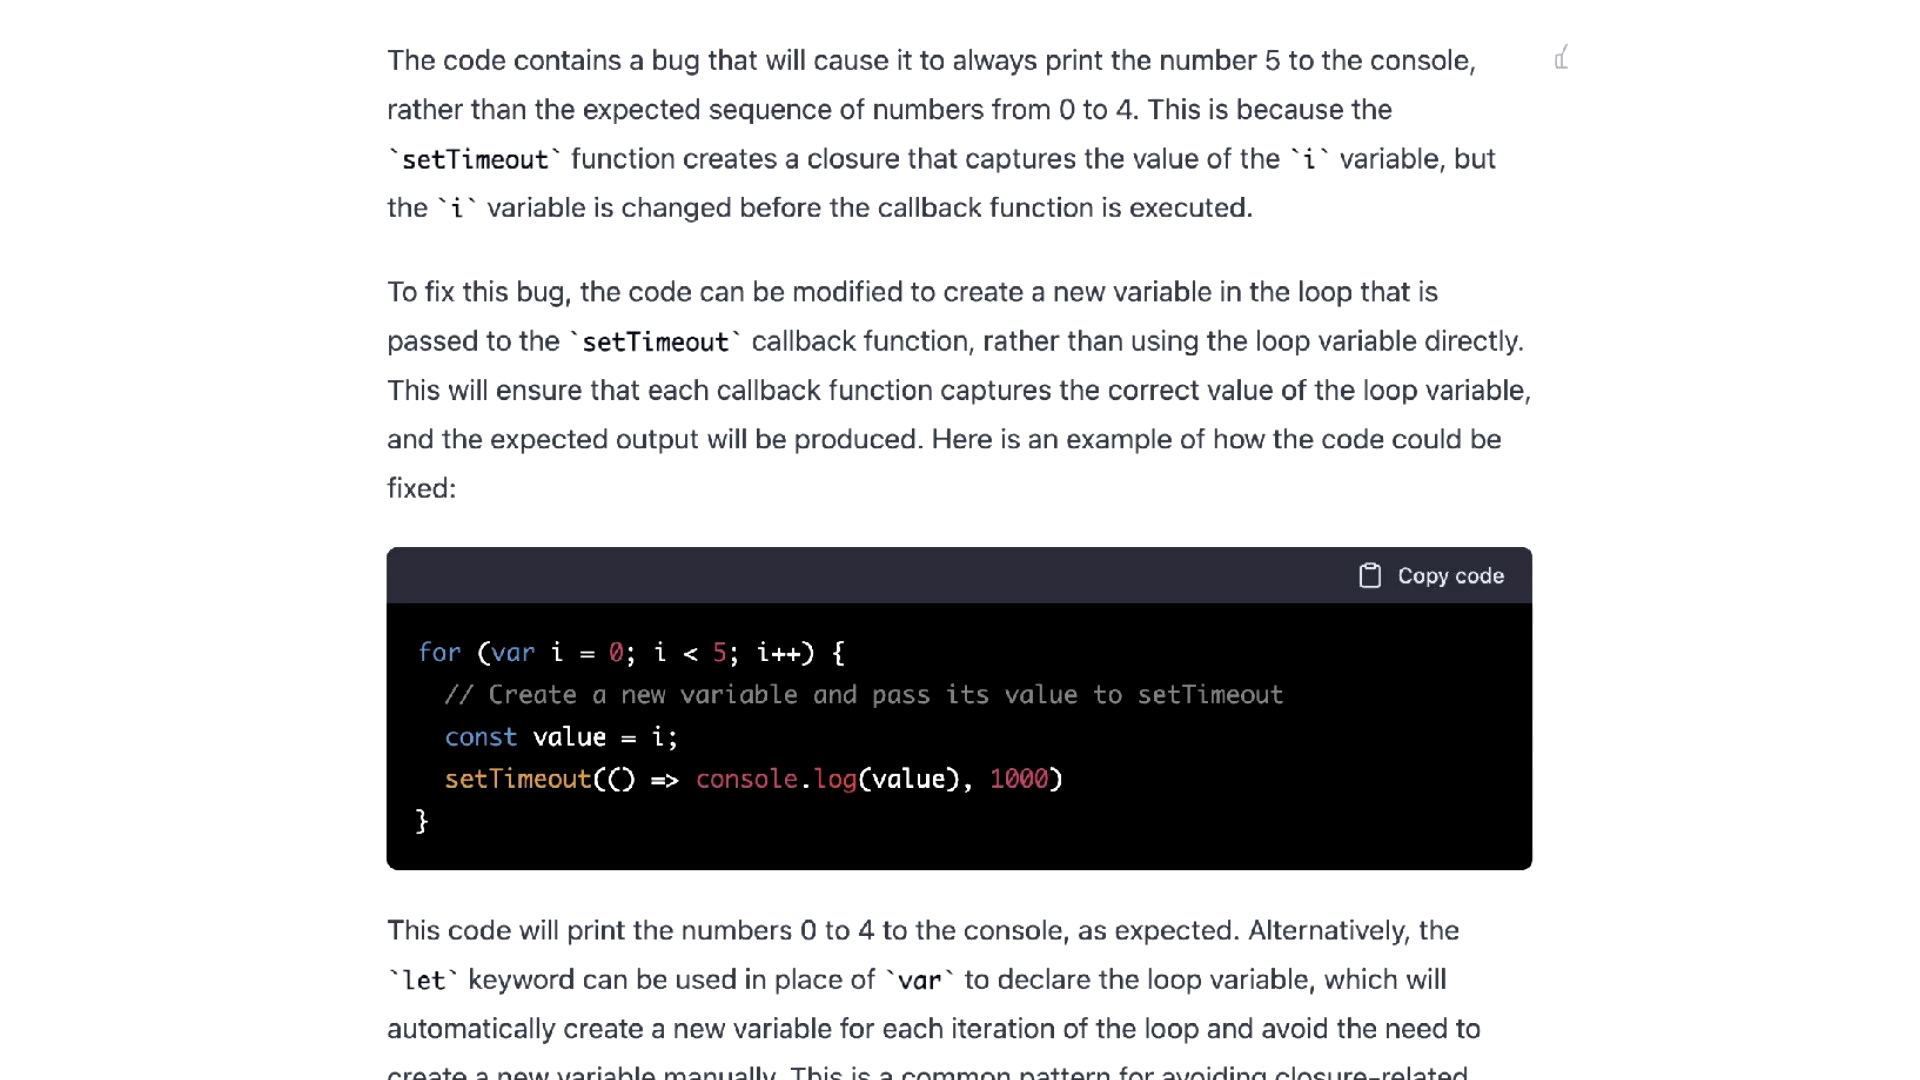 The code contains a bug that will cause it to always print the number 5 to the console,
rather than the expected sequence of numbers from 0 to 4. This is because the
`setTimeout` function creates a closure that captures the value of the `i` variable, but
the `i` variable is changed before the callback function is executed.
To fix this bug, the code can be modified to create a new variable in the loop that is
passed to the `setTimeout` callback function, rather than using the loop variable directly.
This will ensure that each callback function captures the correct value of the loop variable,
and the expected output will be produced. Here is an example of how the code could be
fixed:
Copy code
for (var i = 0; i < 5; i++) {
  // Create a new variable and pass its value to setTimeout
  const value = i;
  setTimeout(() => console.log(value), 1000)
}
This code will print the numbers 0 to 4 to the console, as expected. Alternatively, the
`let` keyword can be used in place of `var` to declare the loop variable, which will
automatically create a new variable for each iteration of the loop and avoid the need to
create a new variable manually. This is a common pattern for avoiding closure-related